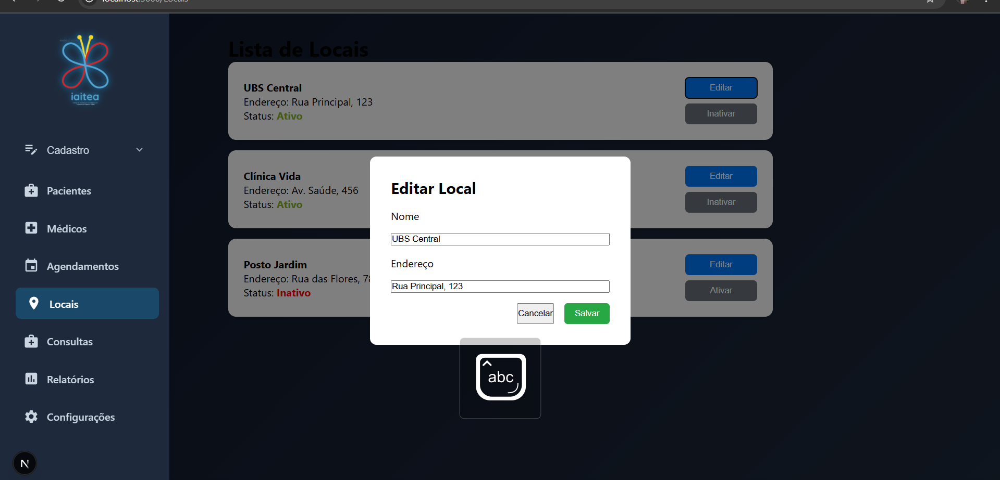 localhost:3000/Locais
iaitea
Cadastro
Pacientes
Médicos
Agendamentos
Locais
Consultas
Relatórios
Configurações
N
Lista de Locais
UBS Central
Endereço: Rua Principal, 123
Status: Ativo
Editar
Inativar
Clínica Vida
Endereço: Av. Saúde, 456
Status: Ativo
Editar
Inativar
Posto Jardim
Endereço: Rua das Flores, 78
Status: Inativo
Editar
Ativar
Editar Local
Nome
UBS Central
Endereço
Rua Principal, 123
Cancelar
Salvar
abc